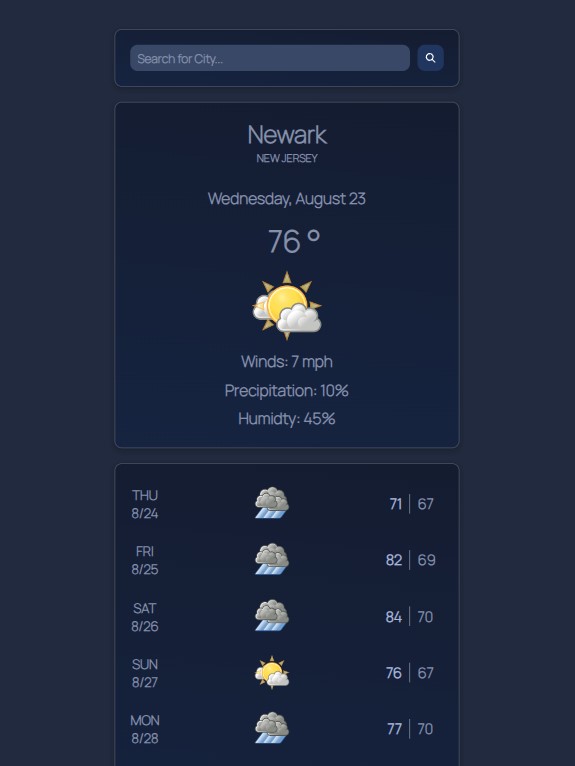 Search for City...
Newark
NEW JERSEY
Wednesday, August 23
76 °
Winds: 7 mph
Precipitation: 10%
Humidty: 45%
THU
8/24
71 | 67
FRI
8/25
82 | 69
SAT
8/26
84 | 70
SUN
8/27
76 | 67
MON
8/28
77 | 70